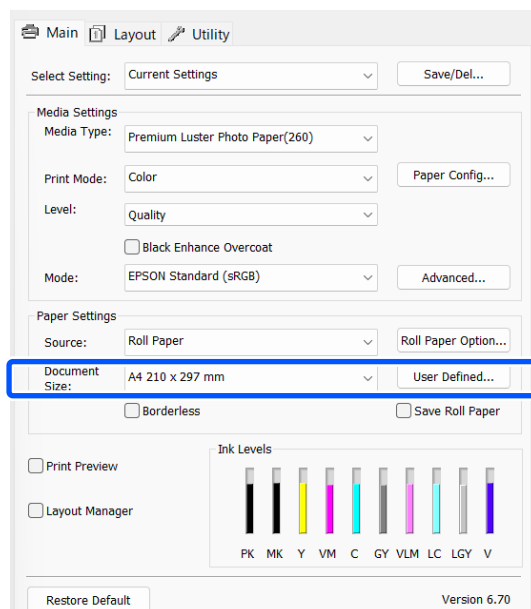 Main Layout Utility
Select Setting: Current Settings Save/Del...
Media Settings
Media Type: Premium Luster Photo Paper(260)
Print Mode: Color Paper Config...
Level: Quality
Black Enhance Overcoat
Mode: EPSON Standard (sRGB) Advanced...
Paper Settings
Source: Roll Paper Roll Paper Option...
Document
Size: A4 210 x 297 mm User Defined...
Borderless Save Roll Paper
Ink Levels
Print Preview
Layout Manager
PK MK Y VM C GY VLM LC LGY V
Restore Default Version 6.70